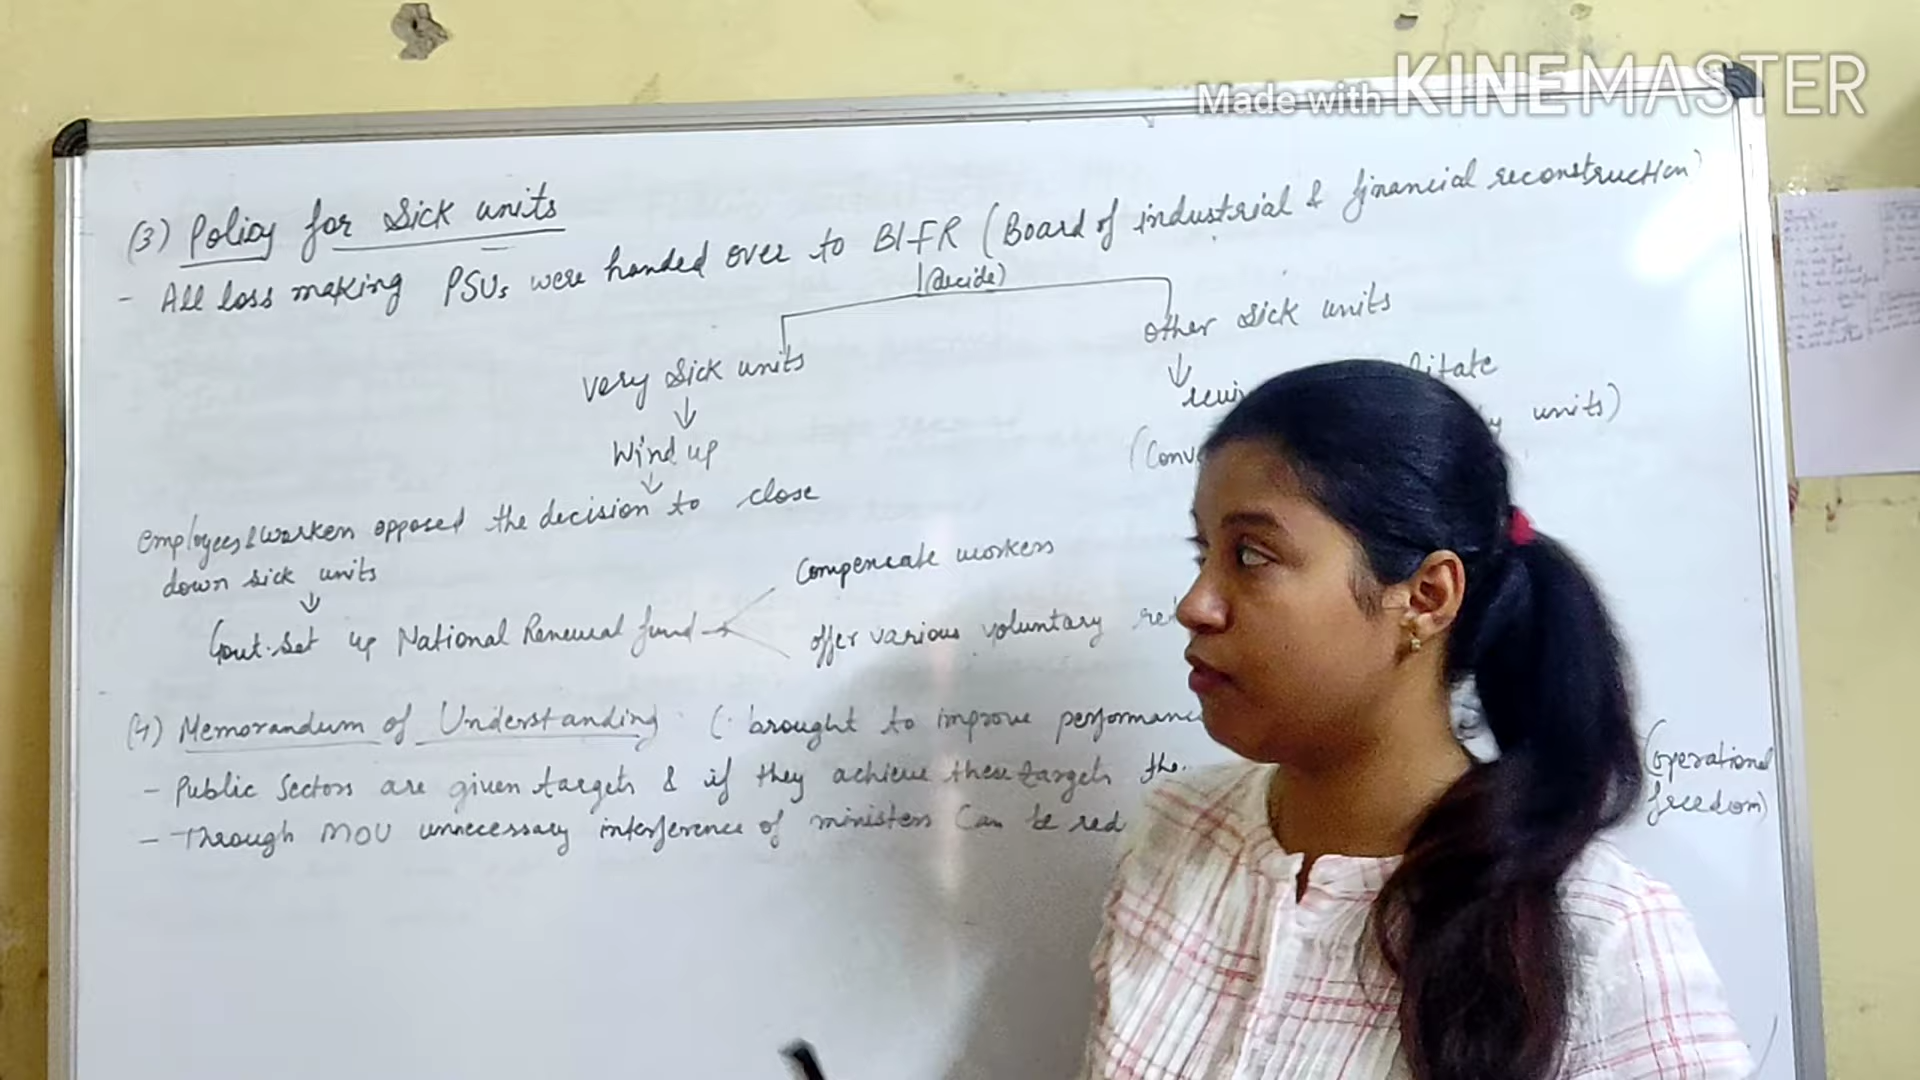 Made with KINEMASTER
(3) Policy for Sick units
- All loss making PSUs were handed over to BIFR (Board of industrial & financial reconstruction)
(decide)
very sick units
other sick units
Wind up
units)
employees & workers opposed the decision to close
down sick units
Compencate workers
Govt. set up National Renewal fund
offer various voluntary
(4) Memorandum of Understanding (brought to improve performance
- Public Sectors are given targets & if they achieve these targets the
(operational
freedom)
- Through MOU unnecessary interference of ministers Can be red